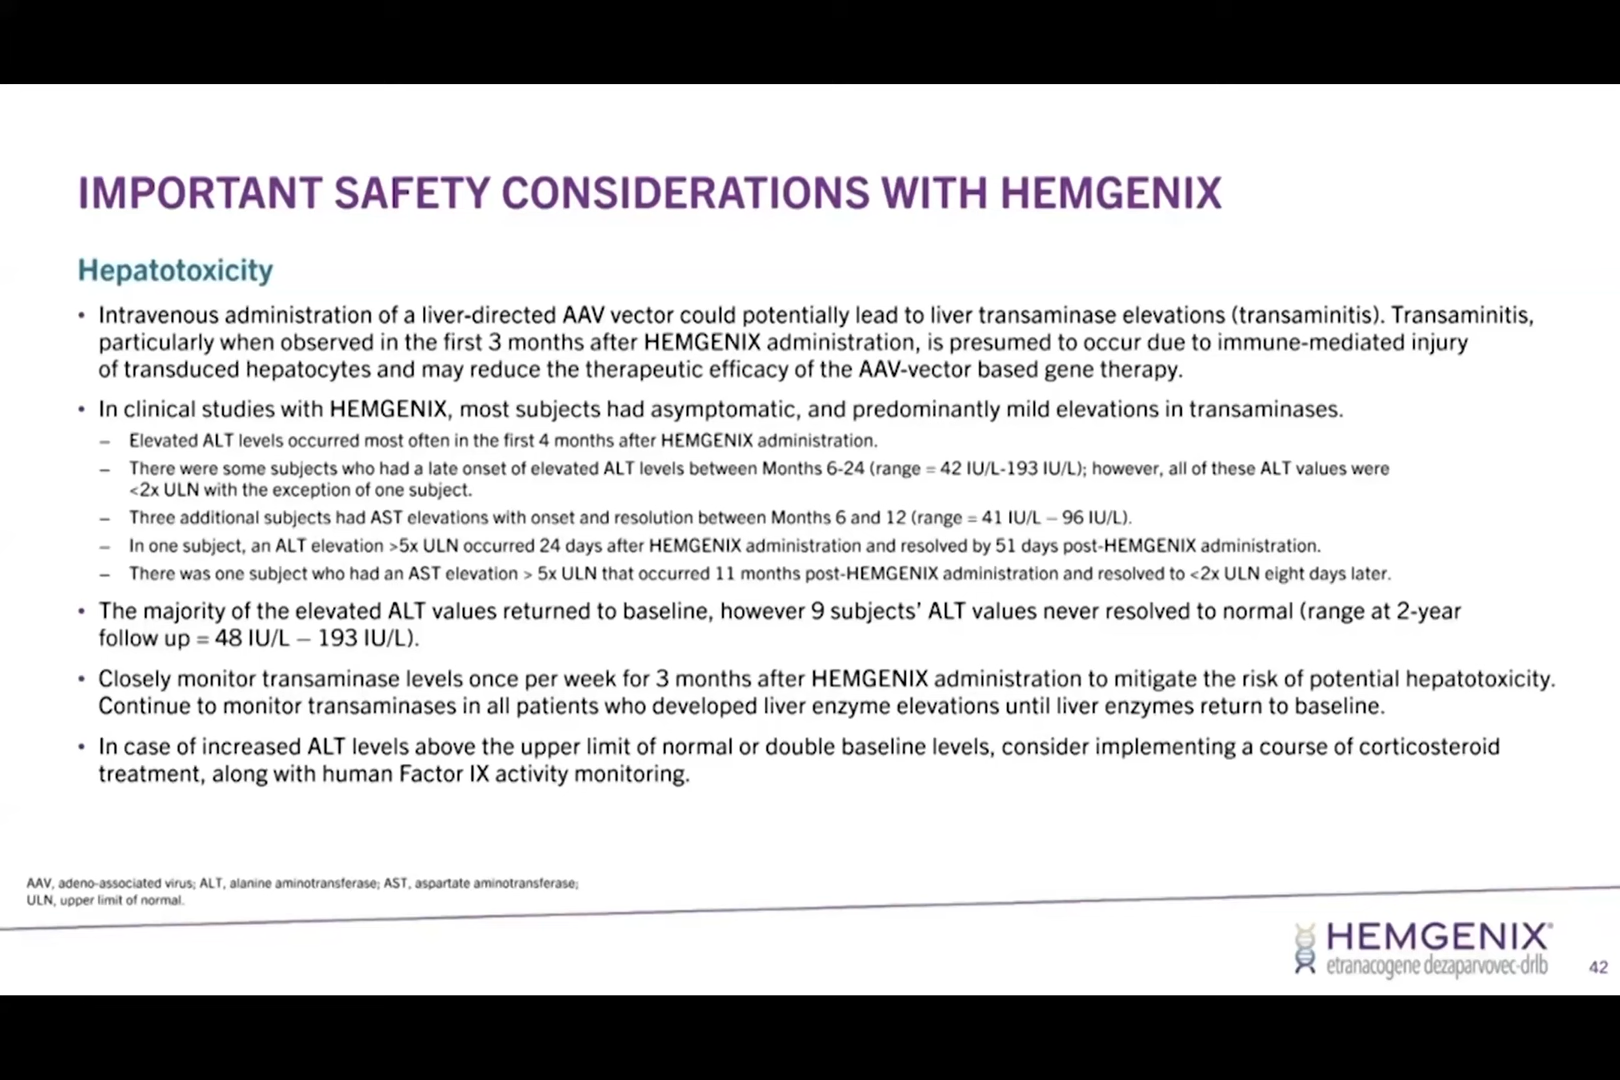 IMPORTANT SAFETY CONSIDERATIONS WITH HEMGENIX
Hepatotoxicity
• Intravenous administration of a liver-directed AAV vector could potentially lead to liver transaminase elevations (transaminitis). Transaminitis,
particularly when observed in the first 3 months after HEMGENIX administration, is presumed to occur due to immune-mediated injury
of transduced hepatocytes and may reduce the therapeutic efficacy of the AAV-vector based gene therapy.
• In clinical studies with HEMGENIX, most subjects had asymptomatic, and predominantly mild elevations in transaminases.
– Elevated ALT levels occurred most often in the first 4 months after HEMGENIX administration.
– There were some subjects who had a late onset of elevated ALT levels between Months 6-24 (range = 42 IU/L-193 IU/L); however, all of these ALT values were
<2x ULN with the exception of one subject.
– Three additional subjects had AST elevations with onset and resolution between Months 6 and 12 (range = 41 IU/L – 96 IU/L).
– In one subject, an ALT elevation >5x ULN occurred 24 days after HEMGENIX administration and resolved by 51 days post-HEMGENIX administration.
– There was one subject who had an AST elevation > 5x ULN that occurred 11 months post-HEMGENIX administration and resolved to <2x ULN eight days later.
• The majority of the elevated ALT values returned to baseline, however 9 subjects’ ALT values never resolved to normal (range at 2-year
follow up = 48 IU/L – 193 IU/L).
• Closely monitor transaminase levels once per week for 3 months after HEMGENIX administration to mitigate the risk of potential hepatotoxicity.
Continue to monitor transaminases in all patients who developed liver enzyme elevations until liver enzymes return to baseline.
• In case of increased ALT levels above the upper limit of normal or double baseline levels, consider implementing a course of corticosteroid
treatment, along with human Factor IX activity monitoring.
AAV, adeno-associated virus; ALT, alanine aminotransferase; AST, aspartate aminotransferase;
ULN, upper limit of normal.
HEMGENIX®
etranacogene dezaparvovec-drlb
42